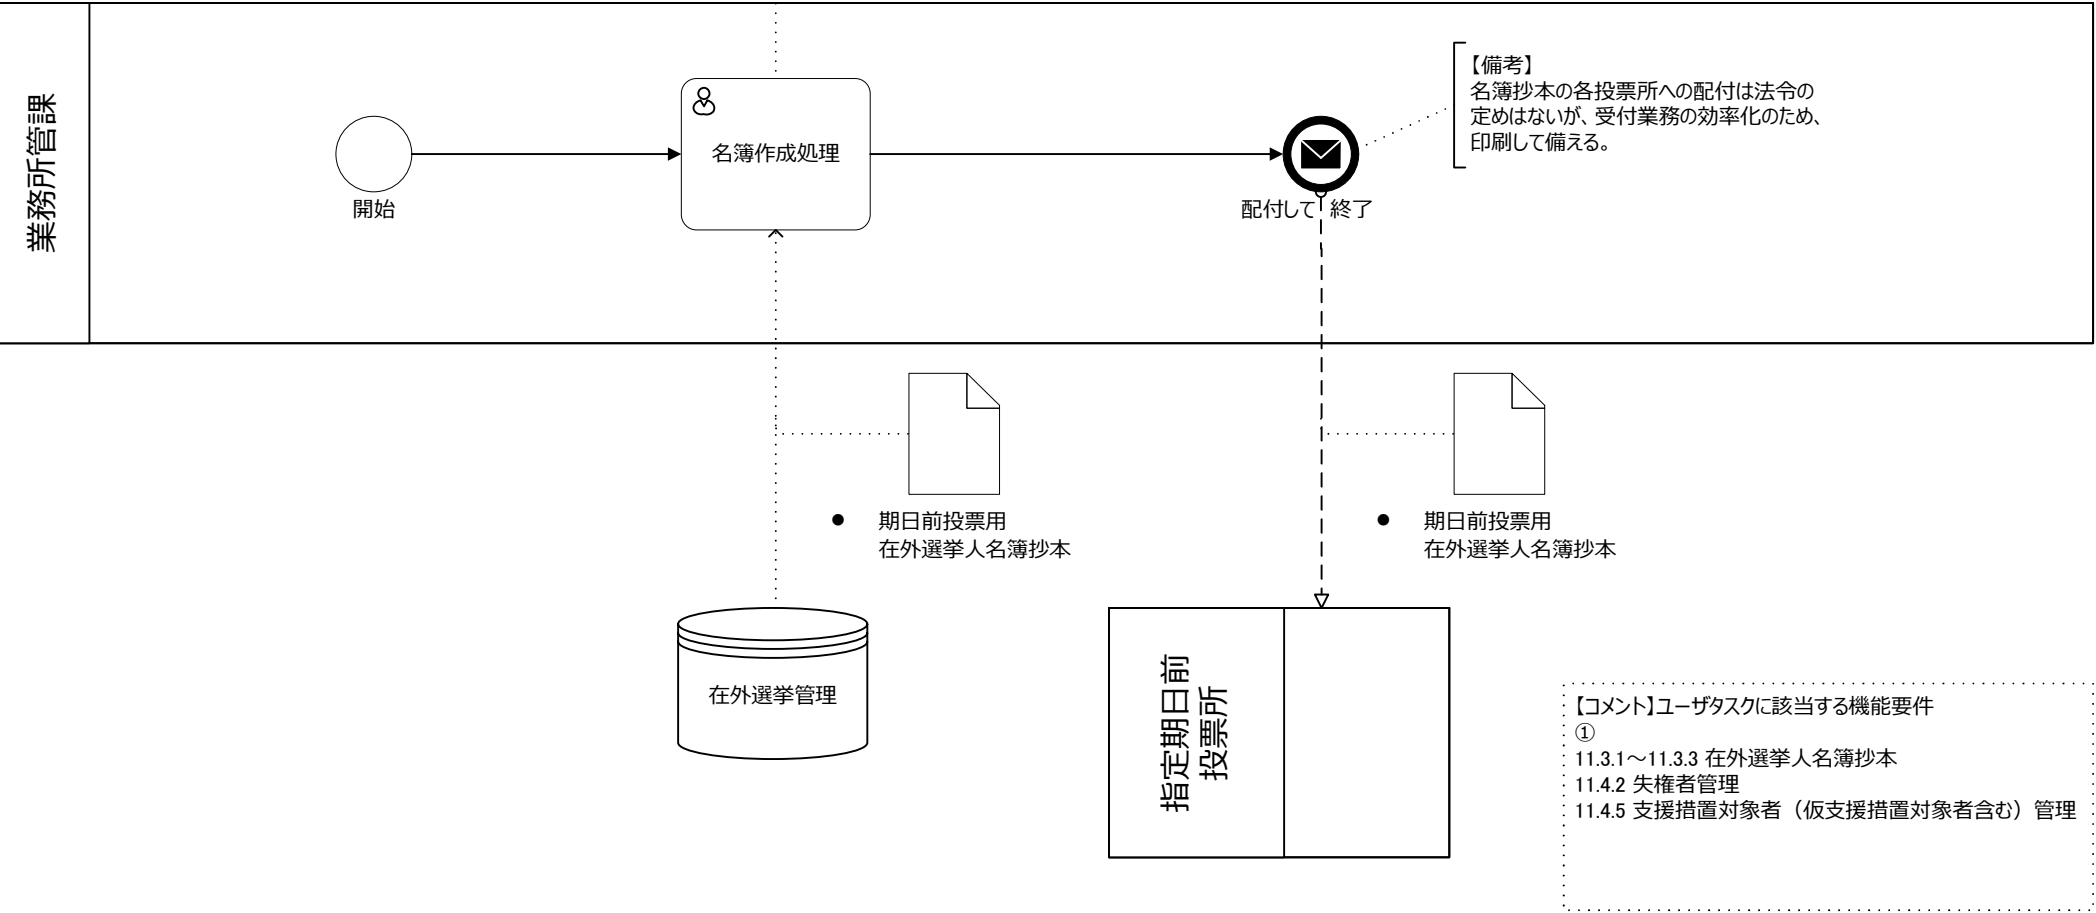 業務所管課
開始
名簿作成処理
配付して 終了
【備考】
名簿抄本の各投票所への配付は法令の
定めはないが、受付業務の効率化のため、
印刷して備える。
● 期日前投票用
在外選挙人名簿抄本
● 期日前投票用
在外選挙人名簿抄本
在外選挙管理
指定期日前
投票所
【コメント】ユーザタスクに該当する機能要件
①
11.3.1～11.3.3 在外選挙人名簿抄本
11.4.2 失権者管理
11.4.5 支援措置対象者（仮支援措置対象者含む）管理